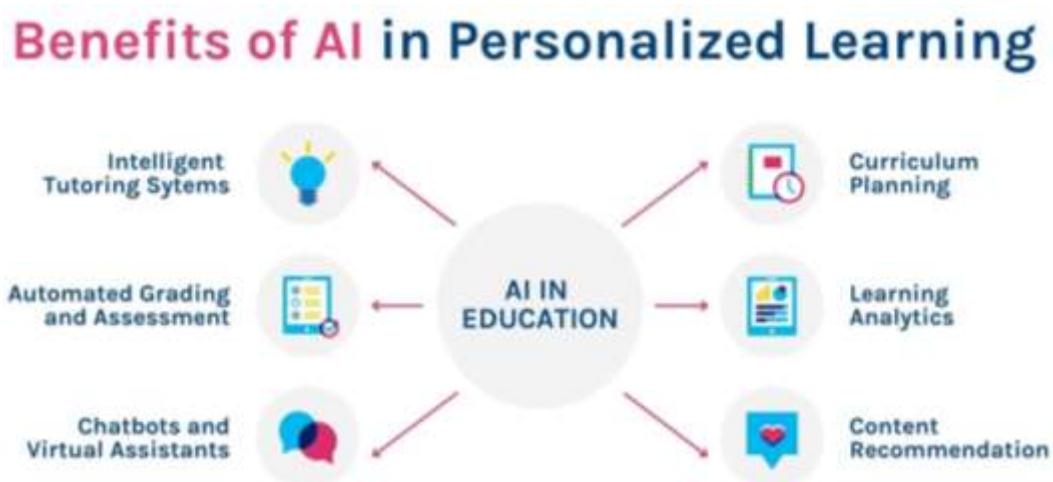 Benefits of AI in Personalized Learning
Intelligent
Tutoring Sytems
Curriculum
Planning
Automated Grading
and Assessment
AI IN
EDUCATION
Learning
Analytics
Chatbots and
Virtual Assistants
Content
Recommendation